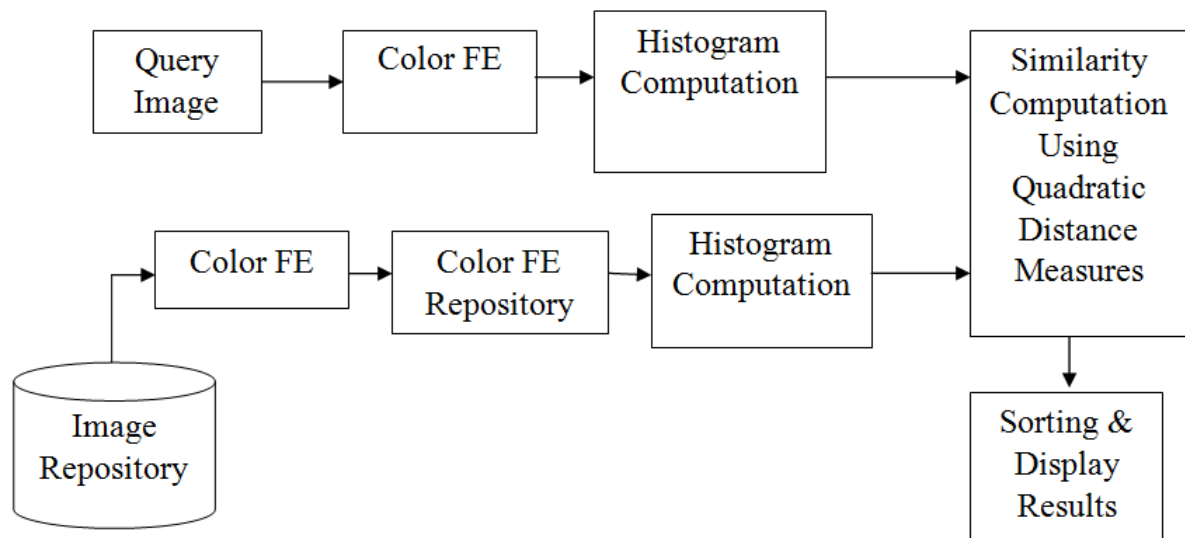 Query
Image
Color FE
Histogram
Computation
Similarity
Computation
Using
Quadratic
Distance
Measures
Color FE
Color FE
Repository
Histogram
Computation
Image
Repository
Sorting &
Display
Results